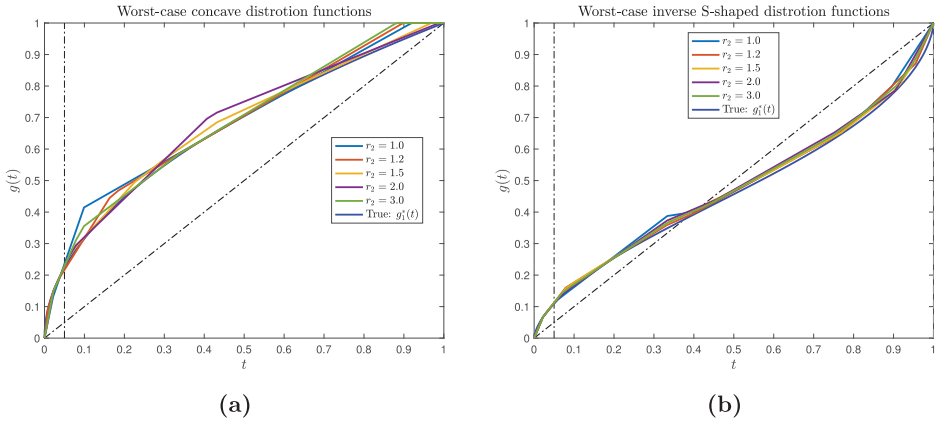 Worst-case concave distrotion functions
1
0.9
0.8
0.7
0.6
0.5
0.4
0.3
0.2
0.1
0
g(t)
r₂ = 1.0
r₂ = 1.2
r₂ = 1.5
r₂ = 2.0
r₂ = 3.0
True: g₁*(t)
0 0.1 0.2 0.3 0.4 0.5 0.6 0.7 0.8 0.9 1
t
(a)
Worst-case inverse S-shaped distrotion functions
1
0.9
0.8
0.7
0.6
0.5
0.4
0.3
0.2
0.1
0
g(t)
r₂ = 1.0
r₂ = 1.2
r₂ = 1.5
r₂ = 2.0
r₂ = 3.0
True: g₁*(t)
0 0.1 0.2 0.3 0.4 0.5 0.6 0.7 0.8 0.9 1
t
(b)